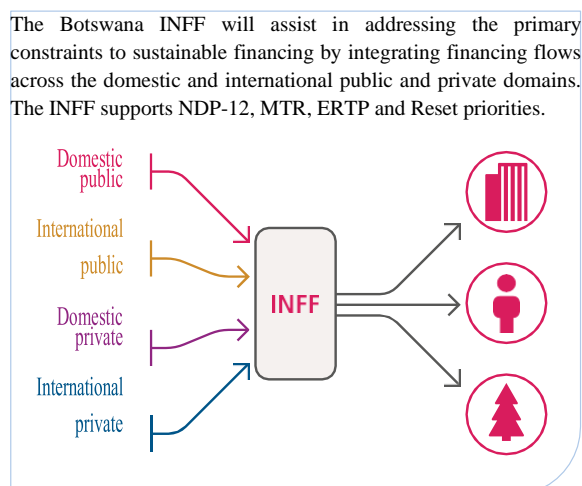 The Botswana INFF will assist in addressing the primary
constraints to sustainable financing by integrating financing flows
across the domestic and international public and private domains.
The INFF supports NDP-12, MTR, ERTP and Reset priorities.
Domestic
public
International
public
Domestic
private
International
private
INFF